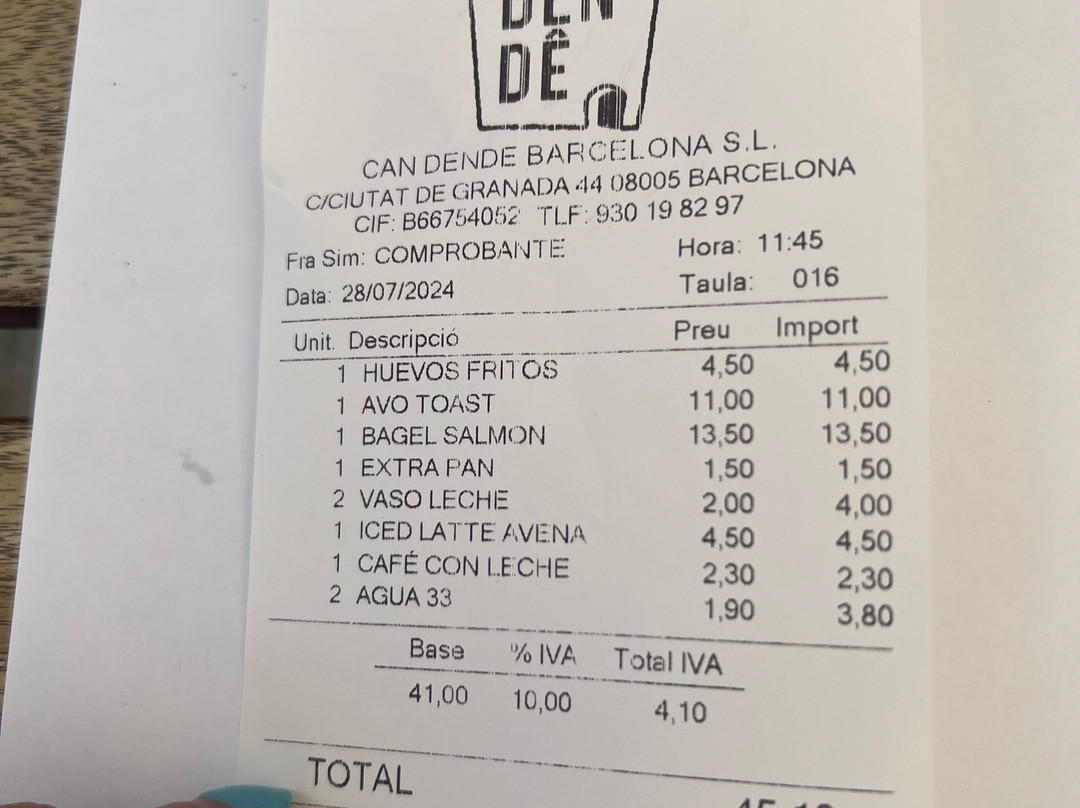 DEN
DÊ
CAN DENDE BARCELONA S.L.
C/CIUTAT DE GRANADA 44 08005 BARCELONA
CIF: B66754052 TLF: 930 19 82 97
Fra Sim: COMPROBANTE Hora: 11:45
Data: 28/07/2024 Taula: 016
Unit. Descripció Preu Import
1 HUEVOS FRITOS 4,50 4,50
1 AVO TOAST 11,00 11,00
1 BAGEL SALMON 13,50 13,50
1 EXTRA PAN 1,50 1,50
2 VASO LECHE 2,00 4,00
1 ICED LATTE AVENA 4,50 4,50
1 CAFÉ CON LECHE 2,30 2,30
2 AGUA 33 1,90 3,80
Base % IVA Total IVA
41,00 10,00 4,10
TOTAL